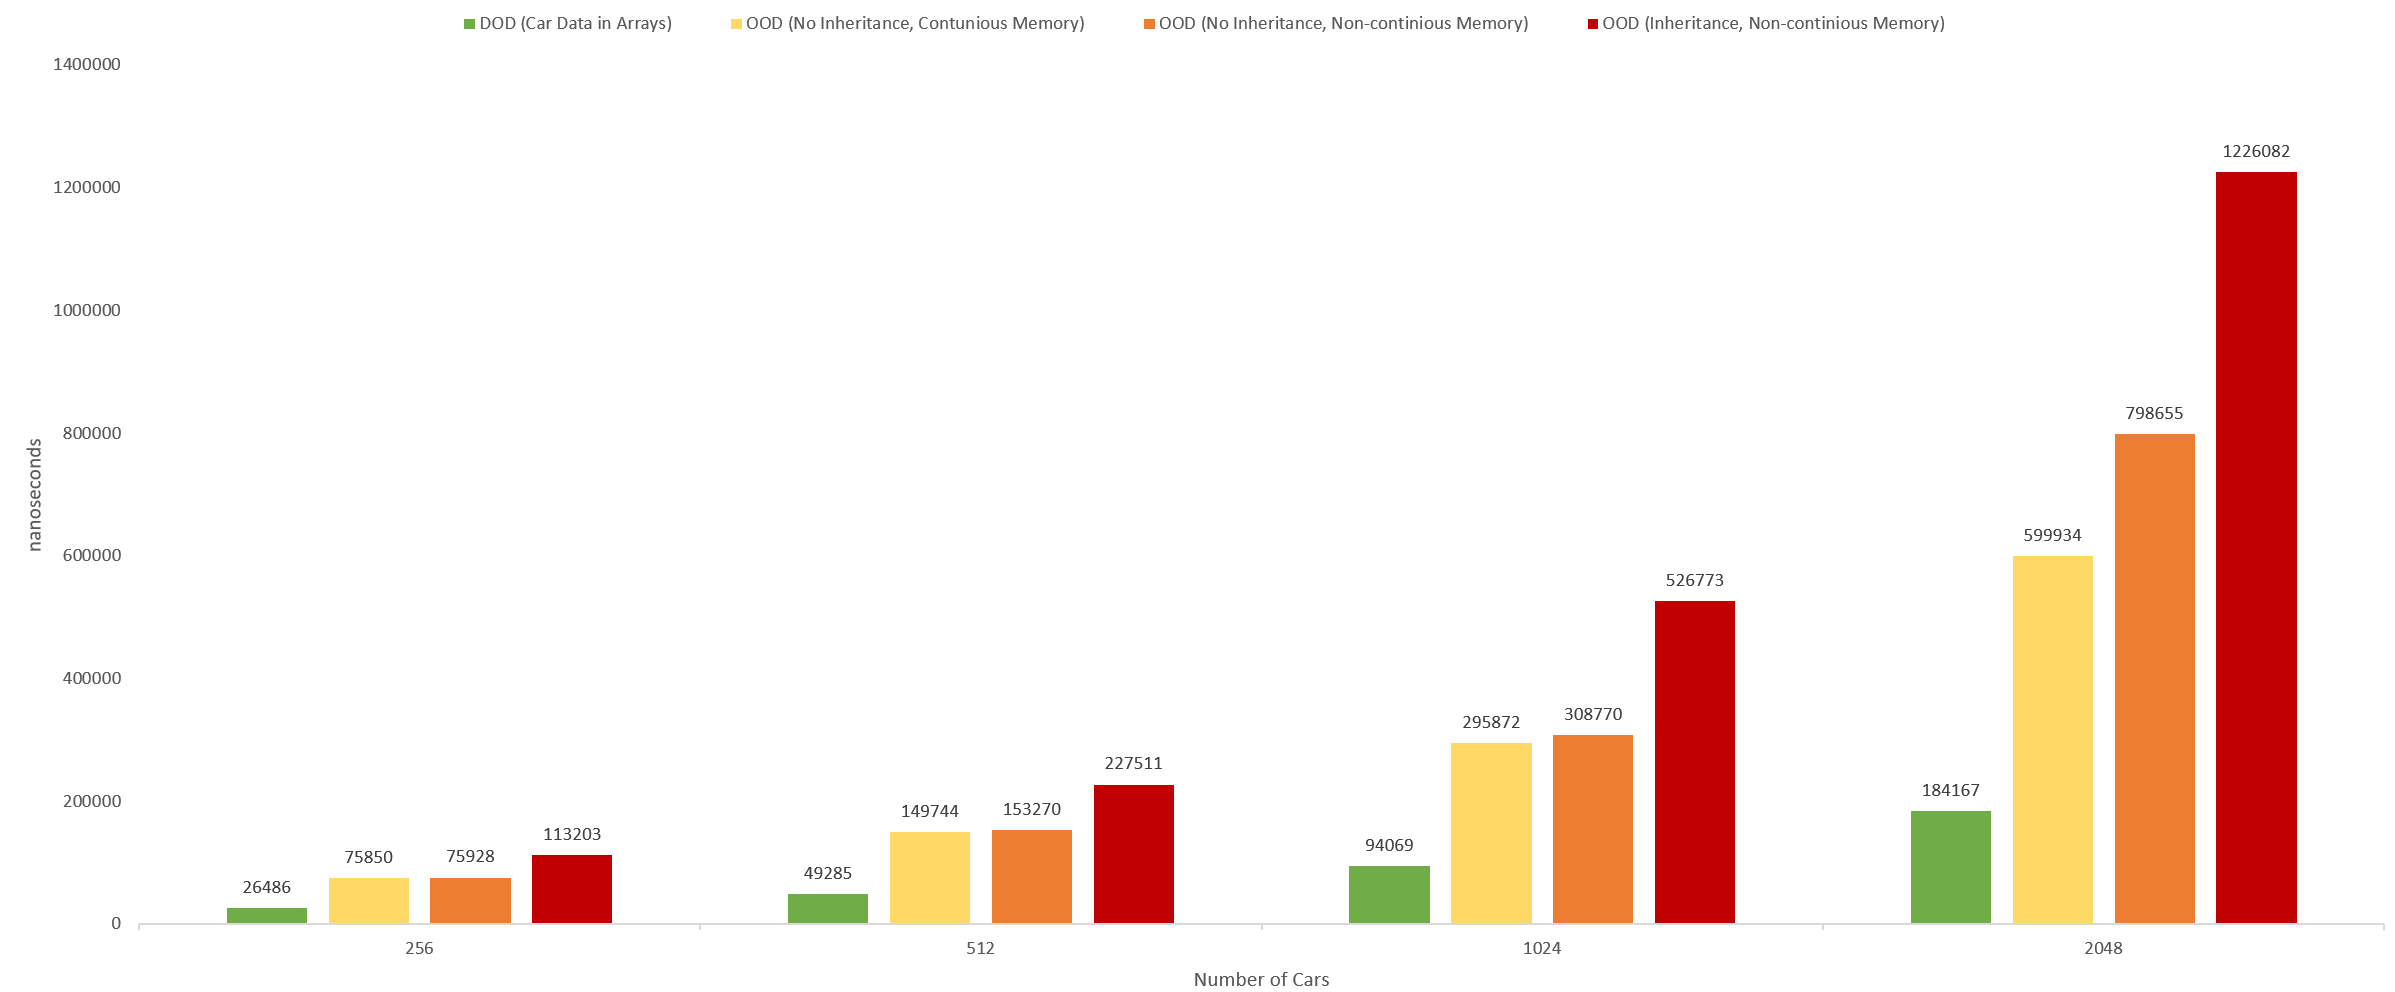 DOD (Car Data in Arrays) OOD (No Inheritance, Contunious Memory) OOD (No Inheritance, Non-continious Memory) OOD (Inheritance, Non-continious Memory)
1400000
1200000
1000000
800000
600000
400000
200000
0
nanoseconds
26486 75850 75928 113203
49285 149744 153270 227511
94069 295872 308770 526773
184167 599934 798655 1226082
256 512 1024 2048
Number of Cars